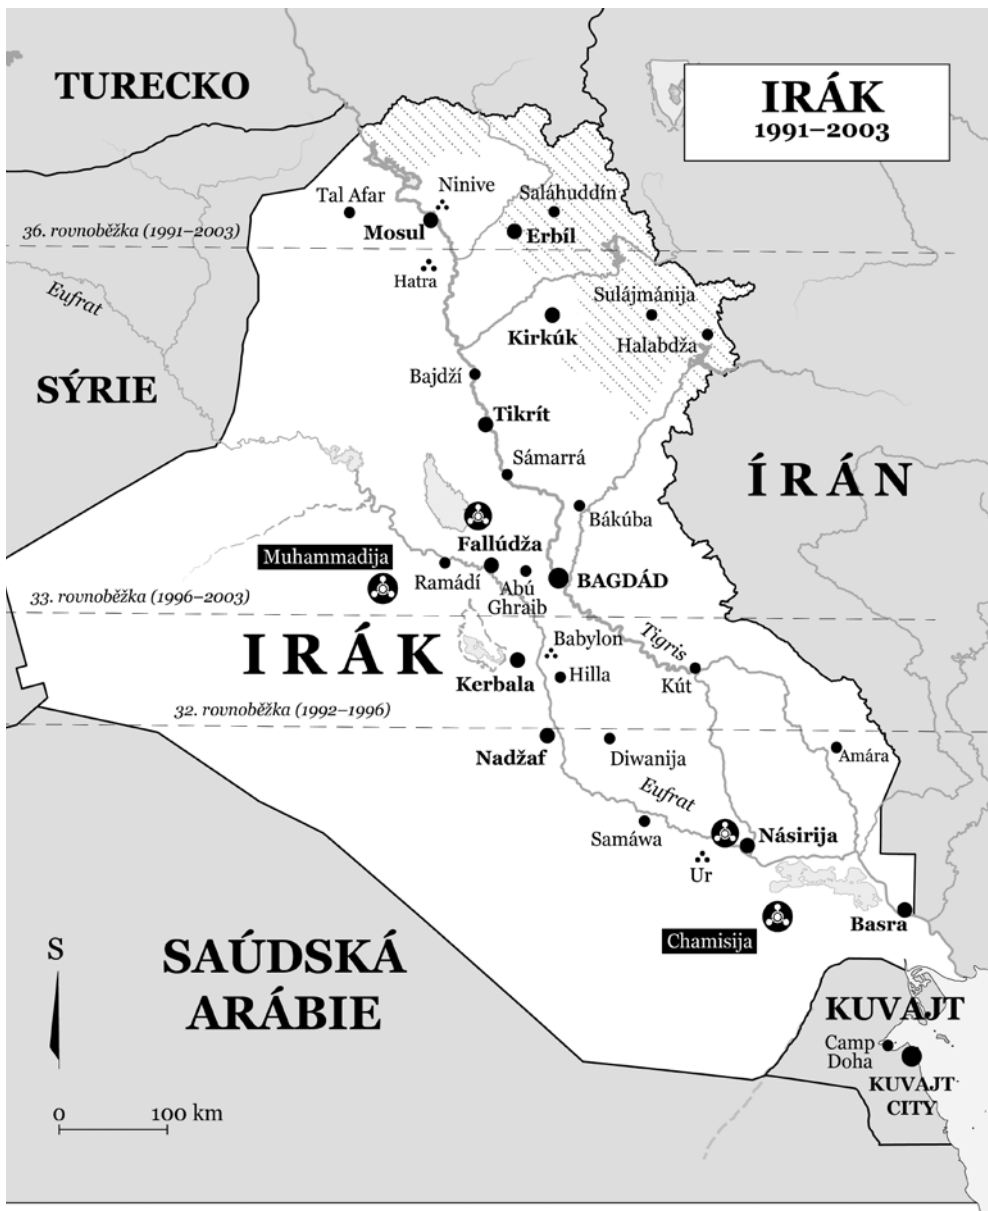 TURECKO
IRÁK
1991–2003
Ninive
Tal Afar
Saláhuddín
Mosul
Erbíl
36. rovnoběžka (1991–2003)
Hatra
Eufrat
Sulájmánija
Kirkúk
Halabdža
Bajdží
SÝRIE
Tikrít
Sámarrá
ÍRÁN
Bákúba
Fallúdža
Muhammadija
Ramádí
Abú
Ghraib
BAGDÁD
33. rovnoběžka (1996–2003)
IRÁK
Babylon
Tigris
Kerbala
Hilla
Kút
32. rovnoběžka (1992–1996)
Nadžaf
Diwanija
Amára
Eufrat
Samáwa
Násirija
Ur
Basra
Chamisija
S
SAÚDSKÁ
ARÁBIE
KUVAJT
Camp
Doha
KUVAJT
CITY
0 100 km